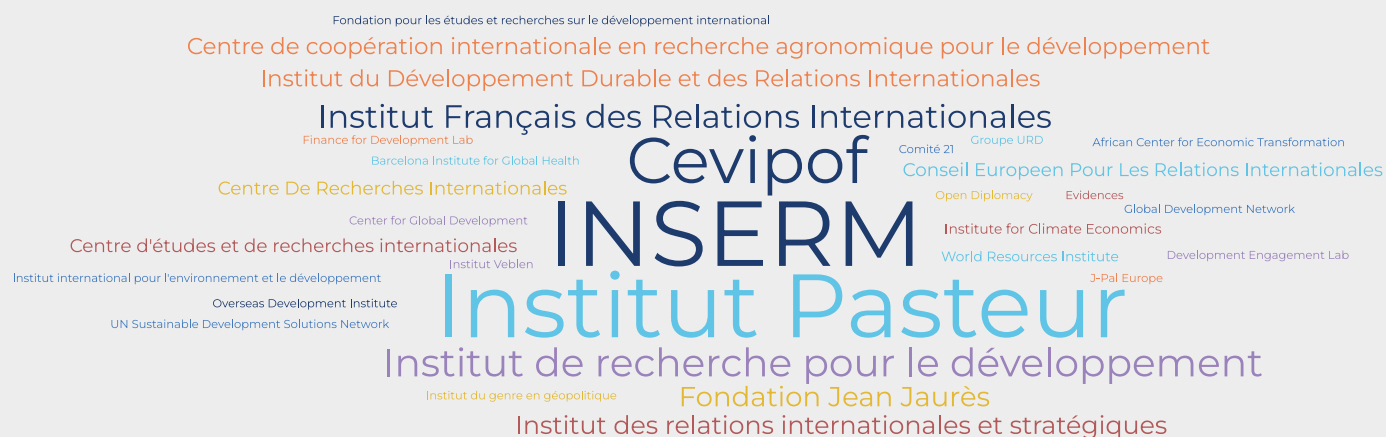 Fondation pour les études et recherches sur le développement international
Centre de coopération internationale en recherche agronomique pour le développement
Institut du Développement Durable et des Relations Internationales
Institut Français des Relations Internationales
Finance for Development Lab
Cevipof
Comité 21
Groupe URD
African Center for Economic Transformation
Barcelona Institute for Global Health
Conseil Europeen Pour Les Relations Internationales
Centre De Recherches Internationales
Open Diplomacy
Evidences
Global Development Network
Center for Global Development
INSERM
Institute for Climate Economics
Centre d'études et de recherches internationales
World Resources Institute
Development Engagement Lab
Institut Veblen
Institut international pour l'environnement et le développement
J-Pal Europe
Overseas Development Institute
Institut Pasteur
UN Sustainable Development Solutions Network
Institut de recherche pour le développement
Institut du genre en géopolitique
Fondation Jean Jaurès
Institut des relations internationales et stratégiques